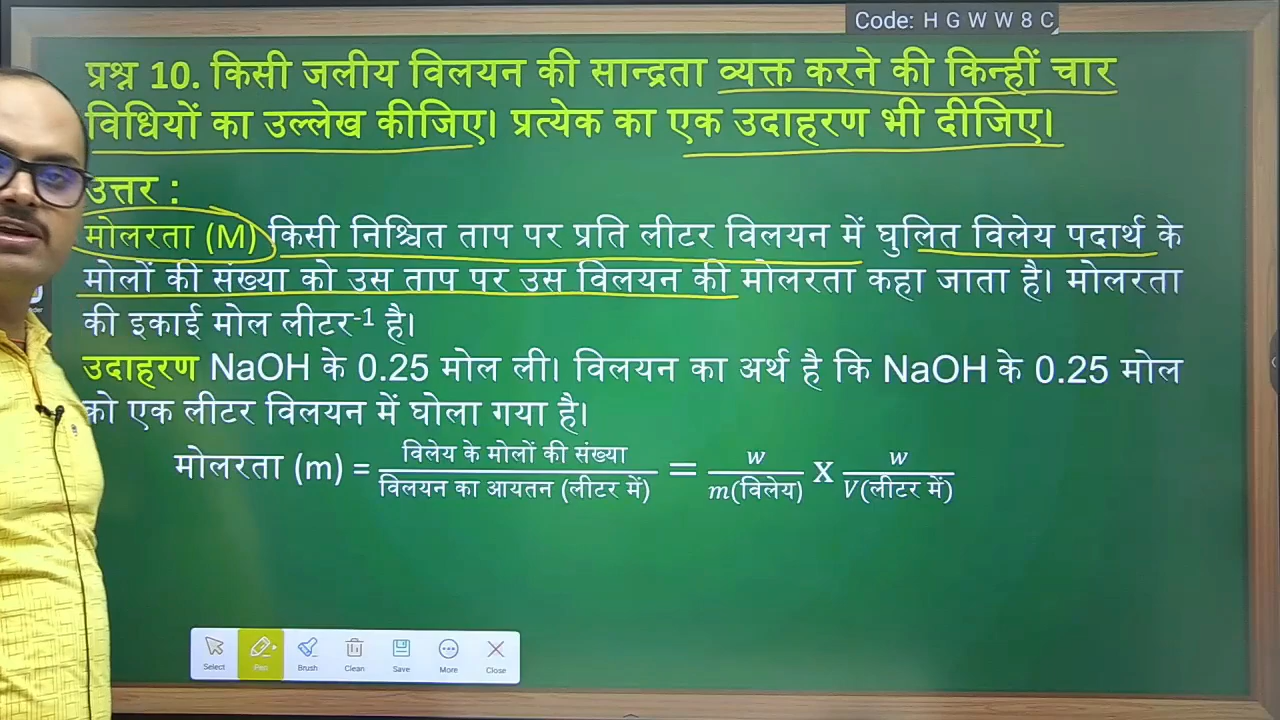 Code: H G W W 8 C
प्रश्न 10. किसी जलीय विलयन की सान्द्रता व्यक्त करने की किन्हीं चार
विधियों का उल्लेख कीजिए। प्रत्येक का एक उदाहरण भी दीजिए।
उत्तर :
मोलरता (M) किसी निश्चित ताप पर प्रति लीटर विलयन में घुलित विलेय पदार्थ के
मोलों की संख्या को उस ताप पर उस विलयन की मोलरता कहा जाता है। मोलरता
की इकाई मोल लीटर⁻¹ है।
उदाहरण NaOH के 0.25 मोल ली। विलयन का अर्थ है कि NaOH के 0.25 मोल
को एक लीटर विलयन में घोला गया है।
मोलरता (m) = विलेय के मोलों की संख्या / विलयन का आयतन (लीटर में) = w / m(विलेय) x w / V(लीटर में)
Select Pen Brush Clean Save More Close